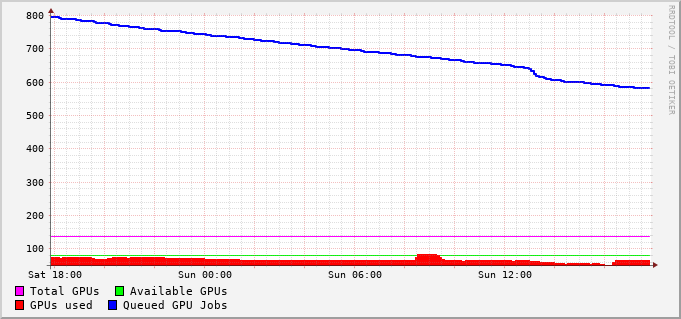 800
700
600
500
400
300
200
100
Sat 18:00 Sun 00:00 Sun 06:00 Sun 12:00
Total GPUs Available GPUs
GPUs used Queued GPU Jobs
RRDTOOL / TOBI OETIKER